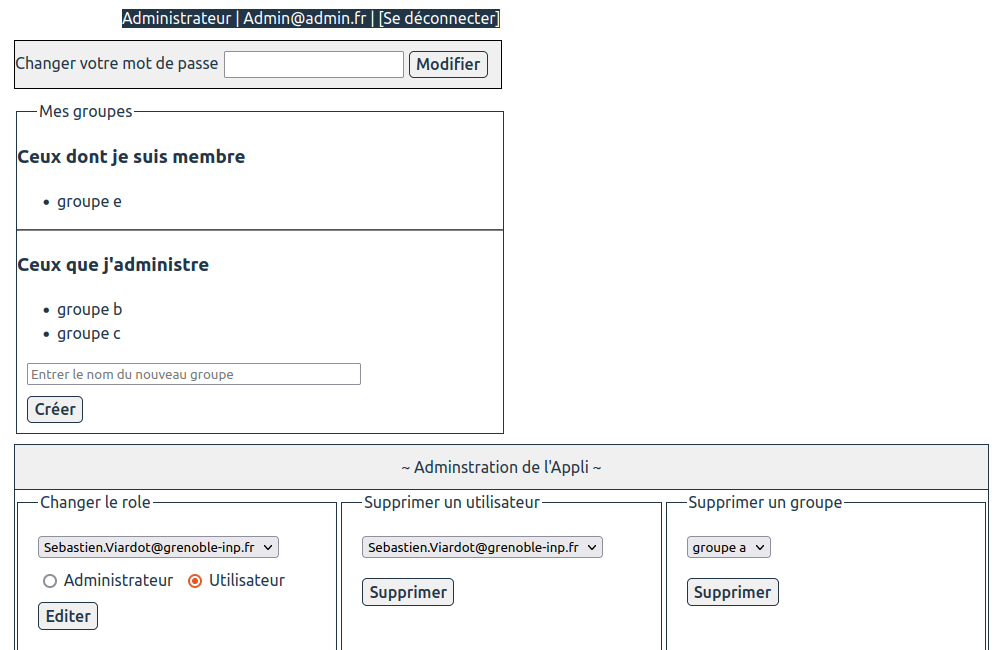 Administrateur | Admin@admin.fr | [Se déconnecter]
Changer votre mot de passe Modifier
Mes groupes
Ceux dont je suis membre
groupe e
Ceux que j'administre
groupe b
groupe c
Entrer le nom du nouveau groupe
Créer
~ Adminstration de l'Appli ~
Changer le role
Sebastien.Viardot@grenoble-inp.fr
Administrateur Utilisateur
Editer
Supprimer un utilisateur
Sebastien.Viardot@grenoble-inp.fr
Supprimer
Supprimer un groupe
groupe a
Supprimer